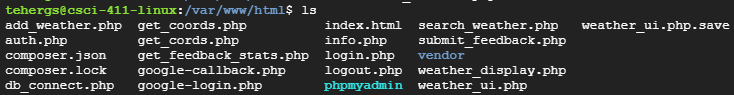 tehergs@csci-411-linux:/var/www/html$ ls
add_weather.php get_coords.php index.html search_weather.php weather_ui.php.save
auth.php get_cords.php info.php submit_feedback.php
composer.json get_feedback_stats.php login.php vendor
composer.lock google-callback.php logout.php weather_display.php
db_connect.php google-login.php phpmyadmin weather_ui.php